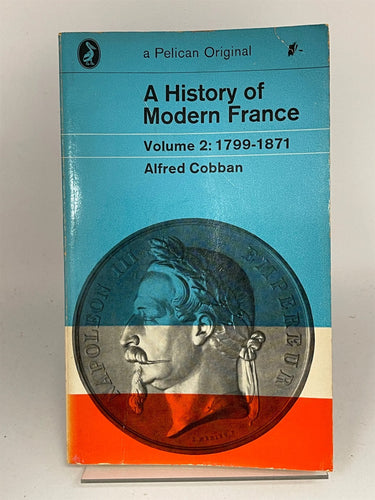 a Pelican Original
A History of
Modern France
Volume 2: 1799-1871
Alfred Cobban
NAPOLEON III
EMPEREUR